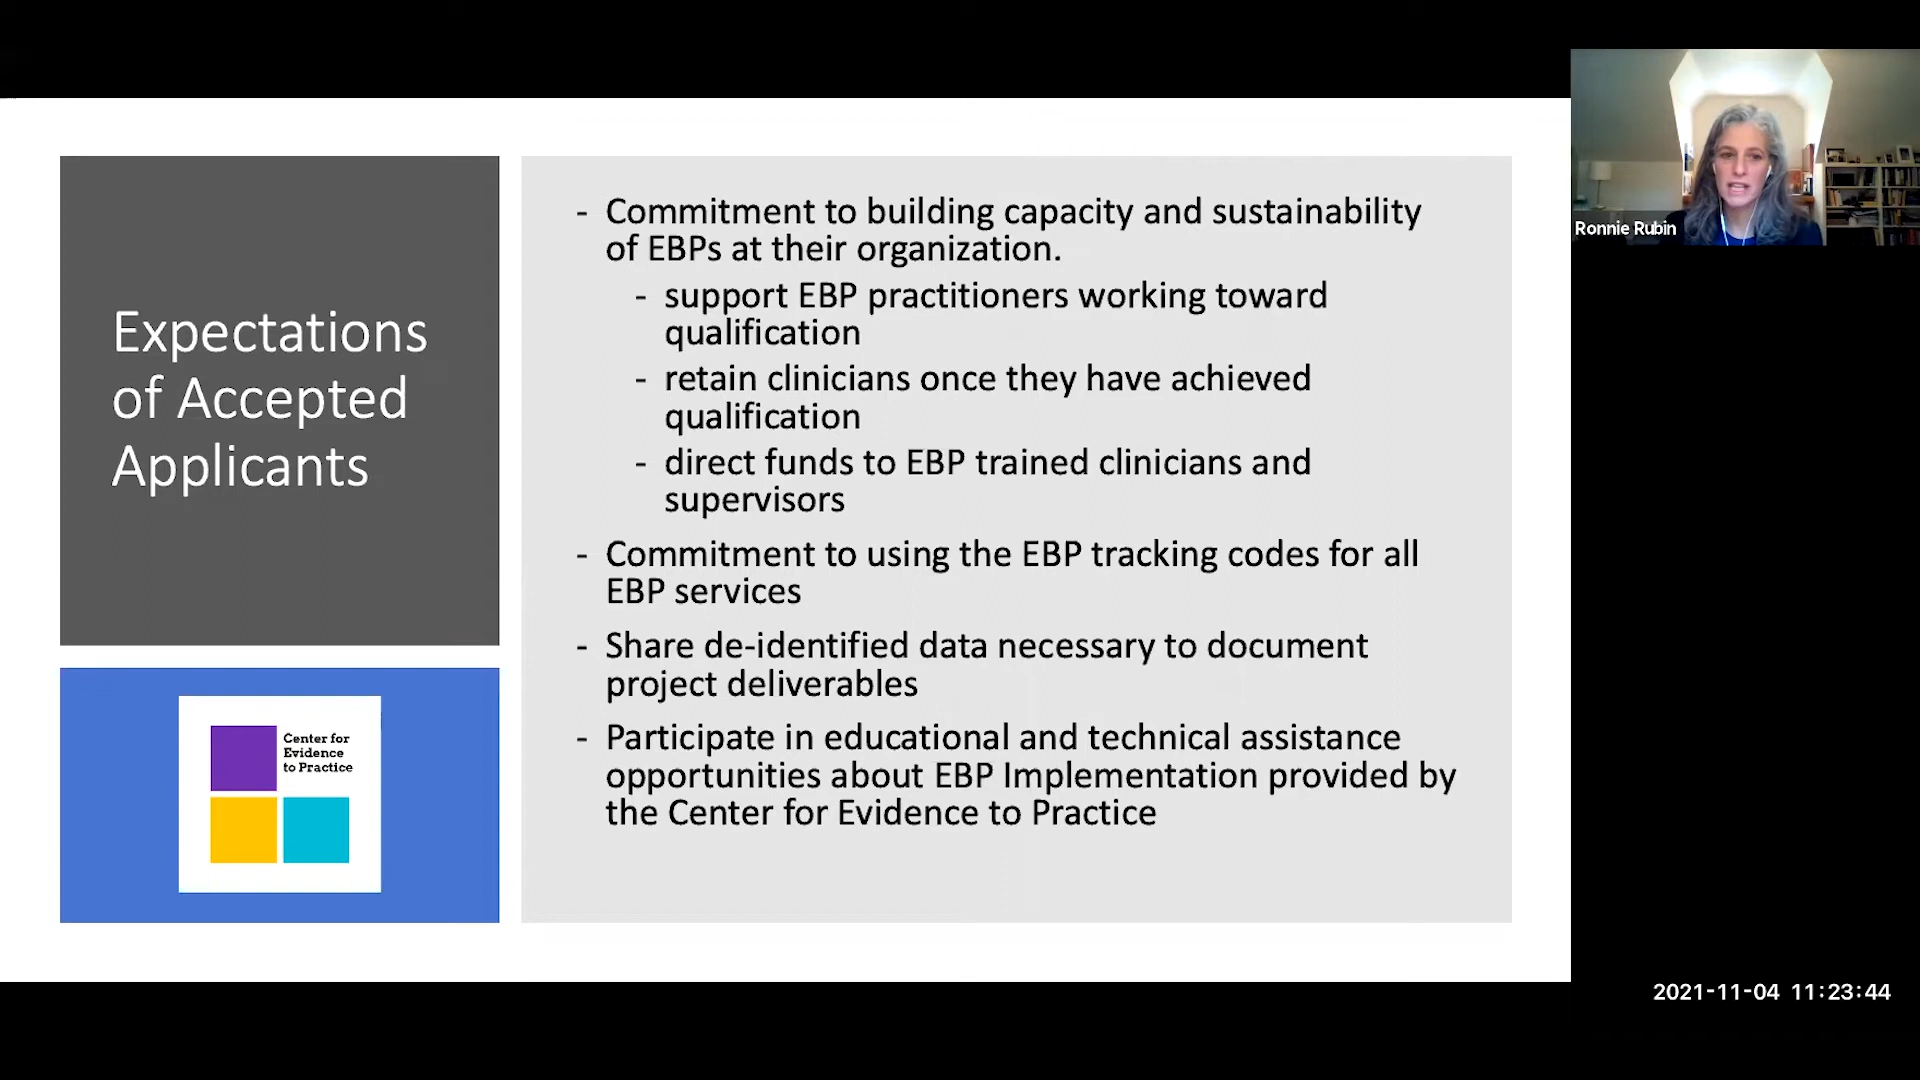 Expectations
of Accepted
Applicants
Center for
Evidence
to Practice
- Commitment to building capacity and sustainability
of EBPs at their organization.
- support EBP practitioners working toward
qualification
- retain clinicians once they have achieved
qualification
- direct funds to EBP trained clinicians and
supervisors
- Commitment to using the EBP tracking codes for all
EBP services
- Share de-identified data necessary to document
project deliverables
- Participate in educational and technical assistance
opportunities about EBP Implementation provided by
the Center for Evidence to Practice
Ronnie Rubin
2021-11-04 11:23:44